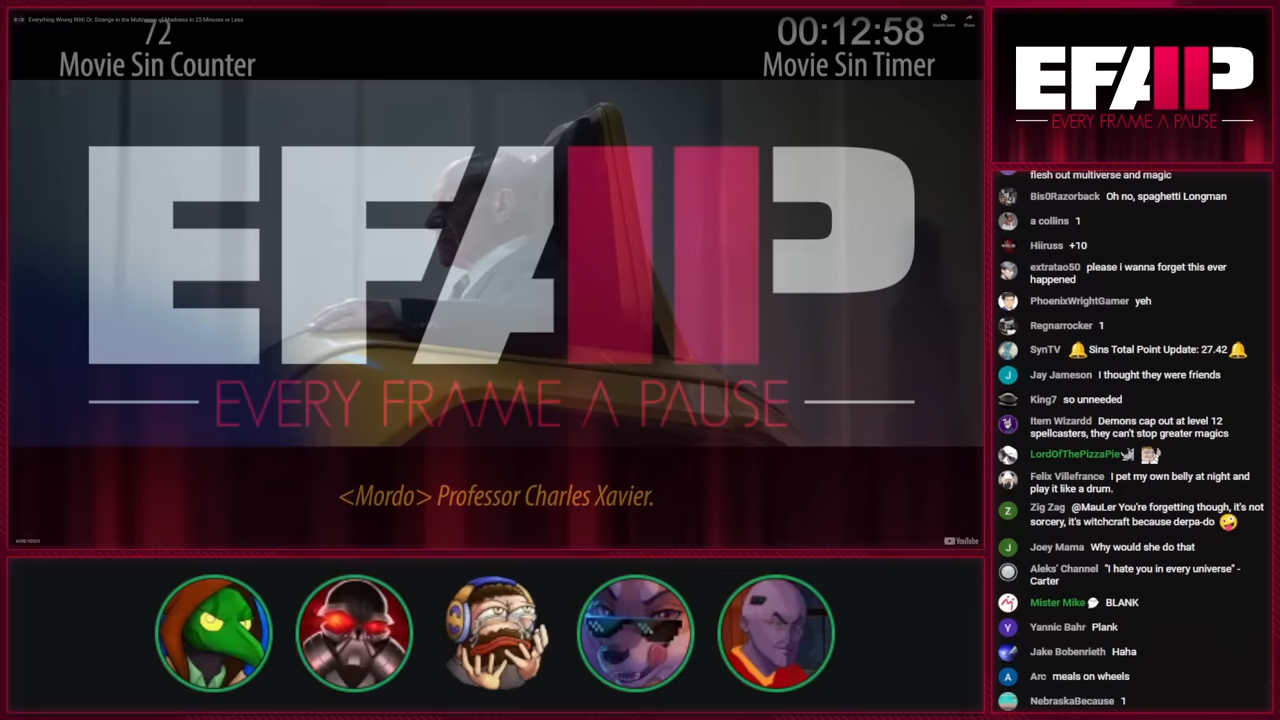 Everything Wrong With Dr. Strange in the Multiverse of Madness in 23 Minutes or Less
Watch later
Share
72
Movie Sin Counter
00:12:58
Movie Sin Timer
EFAP
EVERY FRAME A PAUSE
<Mordo> Professor Charles Xavier.
MORE VIDEOS
YouTube
EFAP
EVERY FRAME A PAUSE
flesh out multiverse and magic
Bis0Razorback Oh no, spaghetti Longman
a collins 1
Hiiruss +10
extratao50 please i wanna forget this ever
happened
PhoenixWrightGamer yeh
Regnarrocker 1
SynTV 🔔Sins Total Point Update: 27.42🔔
Jay Jameson I thought they were friends
King7 so unneeded
Item Wizardd Demons cap out at level 12
spellcasters, they can't stop greater magics
LordOfThePizzaPie
Felix Villefrance I pet my own belly at night and
play it like a drum.
Zig Zag @MauLer You're forgetting though, it's not
sorcery, it's witchcraft because derpa-do 🤪
Joey Mama Why would she do that
Aleks' Channel "I hate you in every universe" -
Carter
Mister Mike BLANK
Yannic Bahr Plank
Jake Bobenrieth Haha
Arc meals on wheels
NebraskaBecause 1